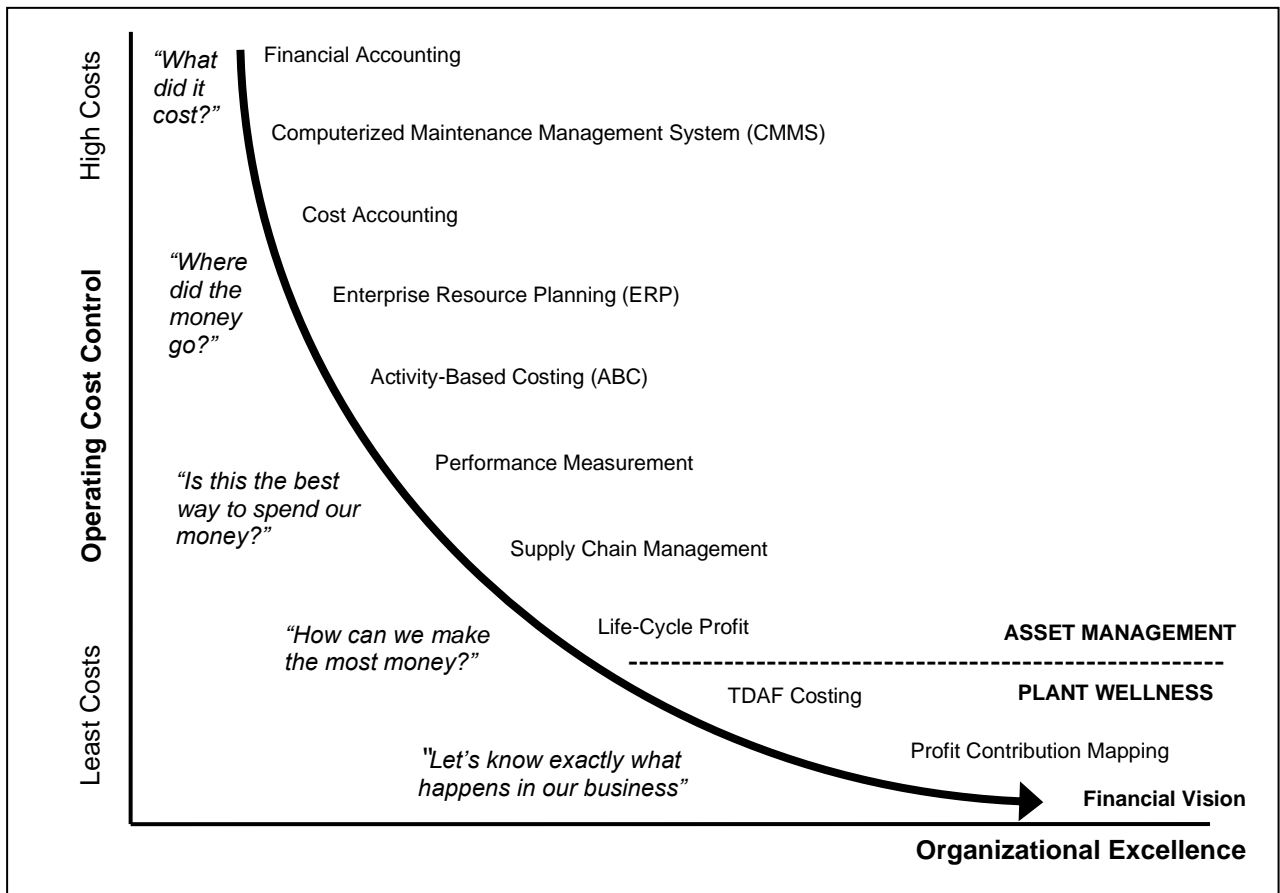 “What
did it
cost?”
Financial Accounting
Computerized Maintenance Management System (CMMS)
Cost Accounting
“Where
did the
money
go?”
Enterprise Resource Planning (ERP)
Activity-Based Costing (ABC)
Performance Measurement
“Is this the best
way to spend our
money?”
Supply Chain Management
Life-Cycle Profit
“How can we make
the most money?”
ASSET MANAGEMENT
PLANT WELLNESS
TDAF Costing
Profit Contribution Mapping
"Let’s know exactly what
happens in our business”
Financial Vision
High Costs
Operating Cost Control
Least Costs
Organizational Excellence